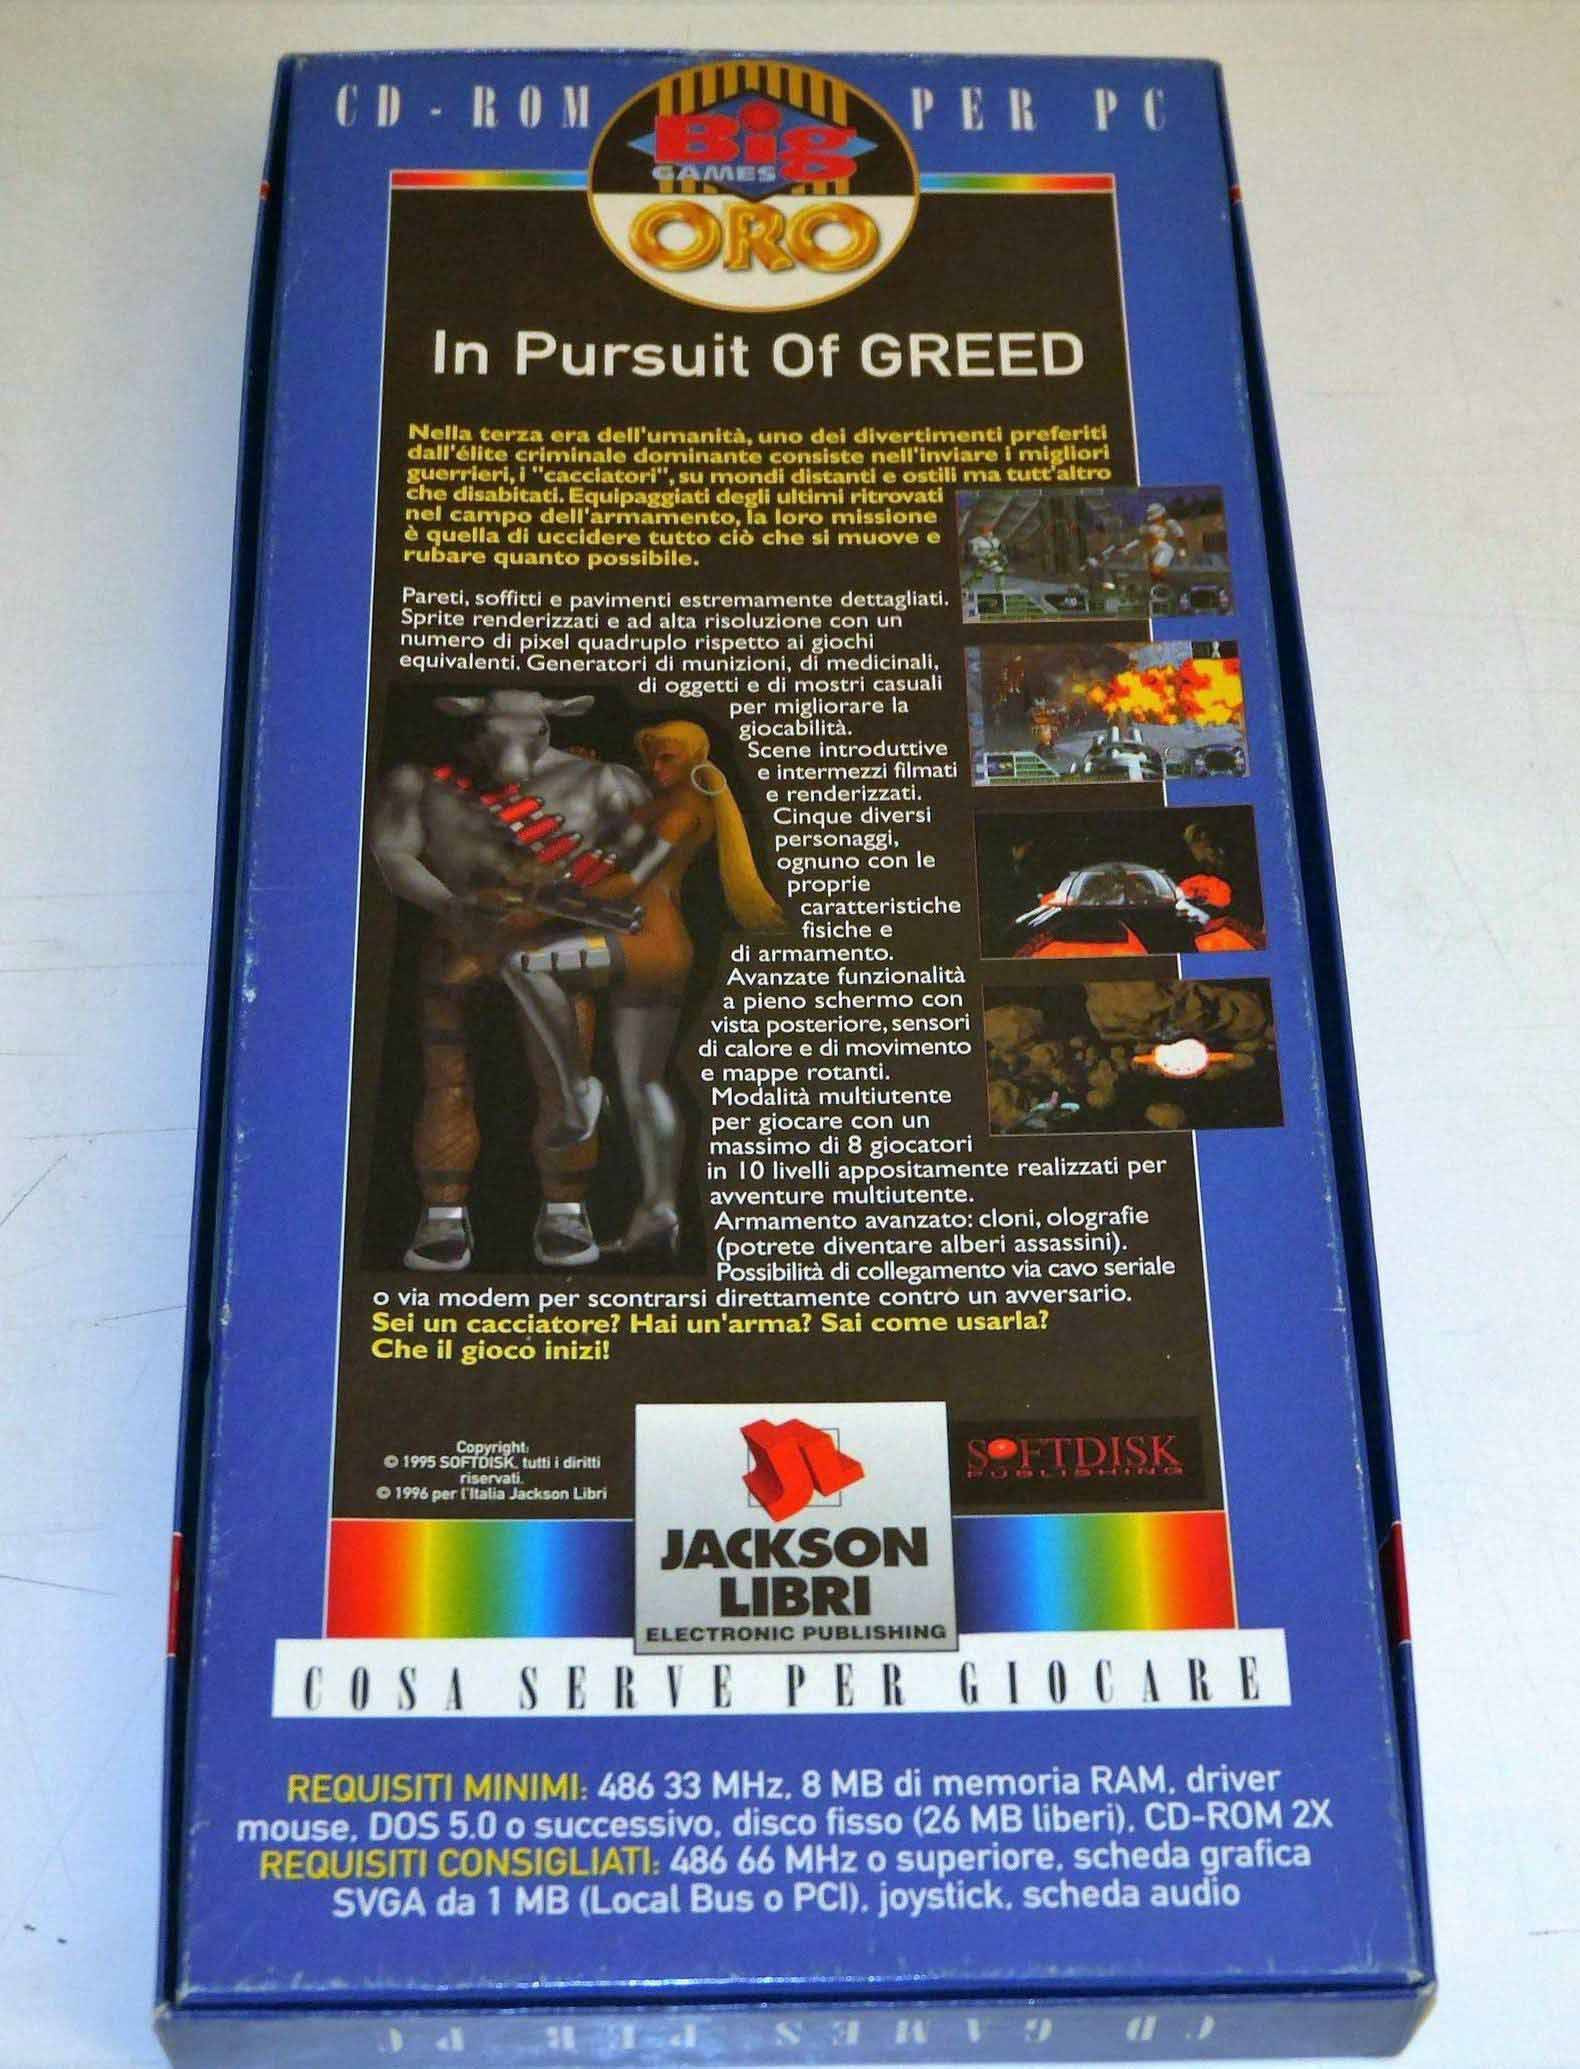 CD-ROM PER PC
Big
GAMES
ORO
In Pursuit Of GREED
Nella terza era dell'umanità, uno dei divertimenti preferiti
dall'élite criminale dominante consiste nell'inviare i migliori
guerrieri, i "cacciatori", su mondi distanti e ostili ma tutt'altro
che disabitati. Equipaggiati degli ultimi ritrovati
nel campo dell'armamento, la loro missione
è quella di uccidere tutto ciò che si muove e
rubare quanto possibile.
Pareti, soffitti e pavimenti estremamente dettagliati.
Sprite renderizzati e ad alta risoluzione con un
numero di pixel quadruplo rispetto ai giochi
equivalenti. Generatori di munizioni, di medicinali,
di oggetti e di mostri casuali
per migliorare la
giocabilità.
Scene introduttive
e intermezzi filmati
e renderizzati.
Cinque diversi
personaggi,
ognuno con le
proprie
caratteristiche
fisiche e
di armamento.
Avanzate funzionalità
a pieno schermo con
vista posteriore, sensori
di calore e di movimento
e mappe rotanti.
Modalità multiutente
per giocare con un
massimo di 8 giocatori
in 10 livelli appositamente realizzati per
avventure multiutente.
Armamento avanzato: cloni, olografie
(potrete diventare alberi assassini).
Possibilità di collegamento via cavo seriale
o via modem per scontrarsi direttamente contro un avversario.
Sei un cacciatore? Hai un'arma? Sai come usarla?
Che il gioco inizi!
Copyright:
© 1995 SOFTDISK. tutti i diritti
riservati.
© 1996 per l'Italia Jackson Libri
JACKSON
LIBRI
ELECTRONIC PUBLISHING
SOFTDISK
PUBLISHING
COSA SERVE PER GIOCARE
REQUISITI MINIMI: 486 33 MHz, 8 MB di memoria RAM, driver
mouse, DOS 5.0 o successivo, disco fisso (26 MB liberi), CD-ROM 2X
REQUISITI CONSIGLIATI: 486 66 MHz o superiore, scheda grafica
SVGA da 1 MB (Local Bus o PCI), joystick, scheda audio
CD GAMES PER PC